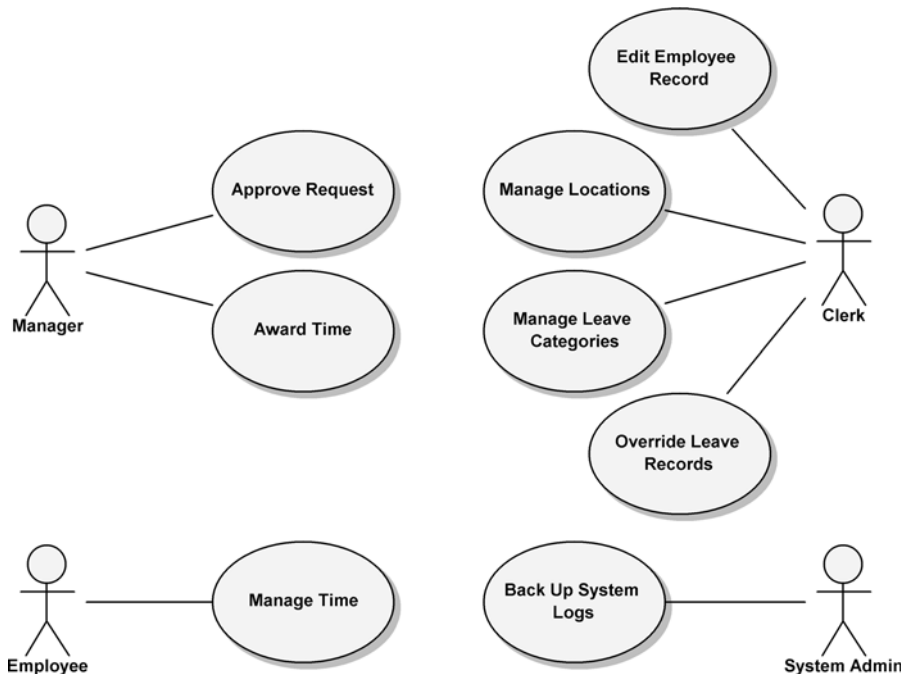 Edit Employee
Record
Approve Request
Manage Locations
Manager
Award Time
Manage Leave
Categories
Clerk
Override Leave
Records
Manage Time
Back Up System
Logs
Employee
System Admin